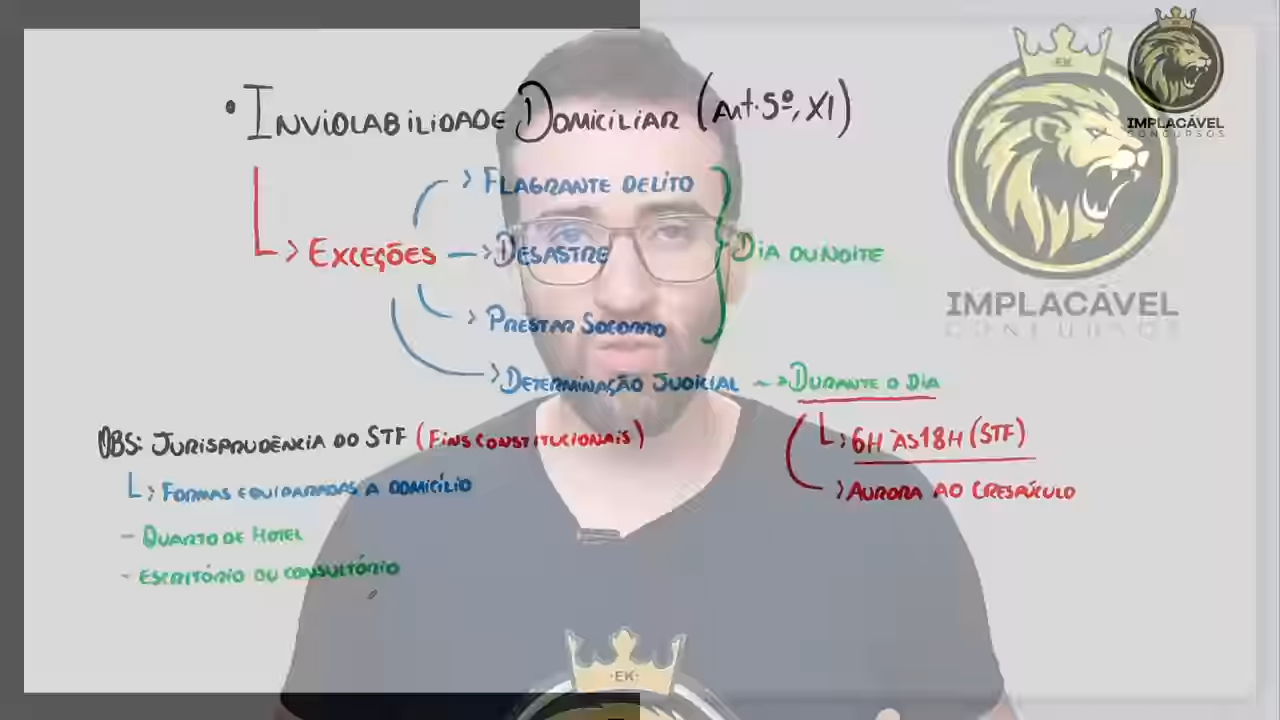 • INVIOLABILIDADE DOMICILIAR (Art. 5º, XI)
> FLAGRANTE DELITO
> EXCEÇÕES
> DESASTRE
DIA OU NOITE
> PRESTAR SOCORRO
> DETERMINAÇÃO JUDICIAL ~> DURANTE O DIA
OBS: JURISPRUDÊNCIA DO STF (FINS CONSTITUCIONAIS)
> 6H ÀS 18H (STF)
> FORMAS EQUIPARADAS A DOMICÍLIO
> AURORA AO CREPÚCULO
- QUARTO DE HOTEL
- ESCRITÓRIO OU CONSULTÓRIO
EK
IMPLACÁVEL
CONCURSOS
IMPLACÁVEL
CONCURSOS
·EK·